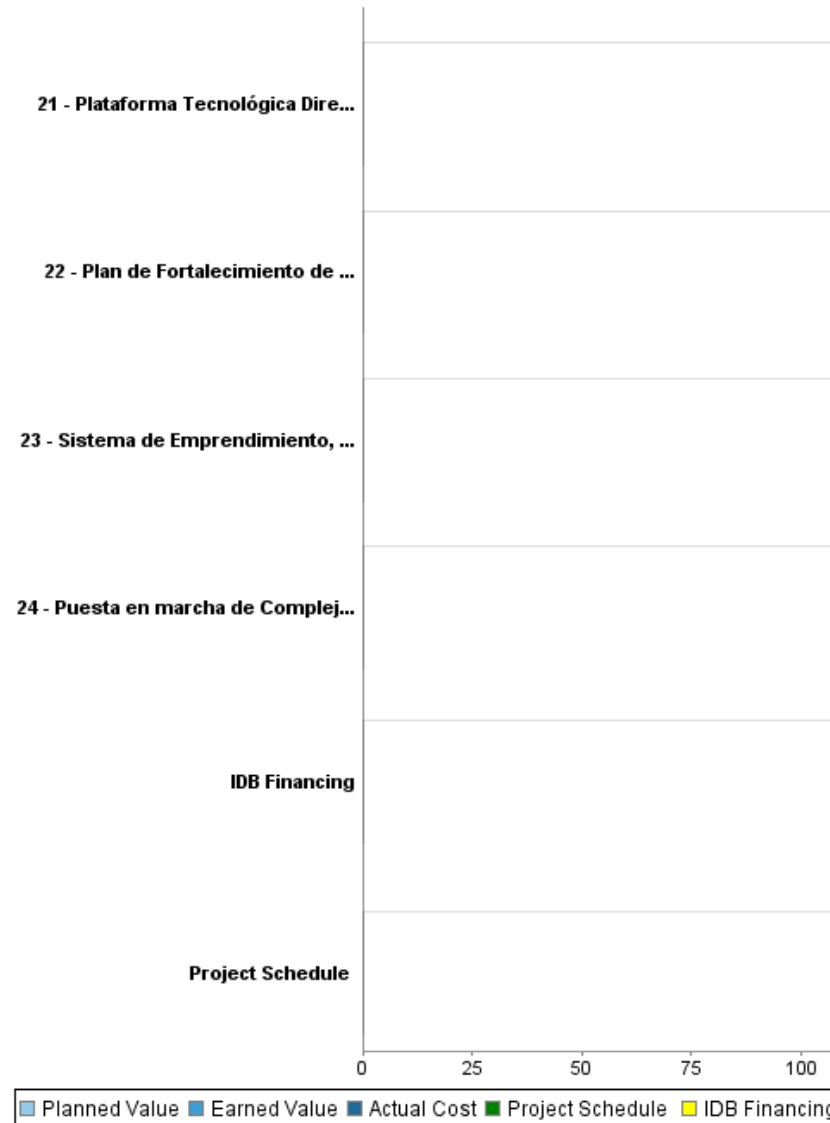 21 - Plataforma Tecnológica Dire...
22 - Plan de Fortalecimiento de ...
23 - Sistema de Emprendimiento, ...
24 - Puesta en marcha de Complej...
IDB Financing
Project Schedule
0 25 50 75 100
Planned Value Earned Value Actual Cost Project Schedule IDB Financing